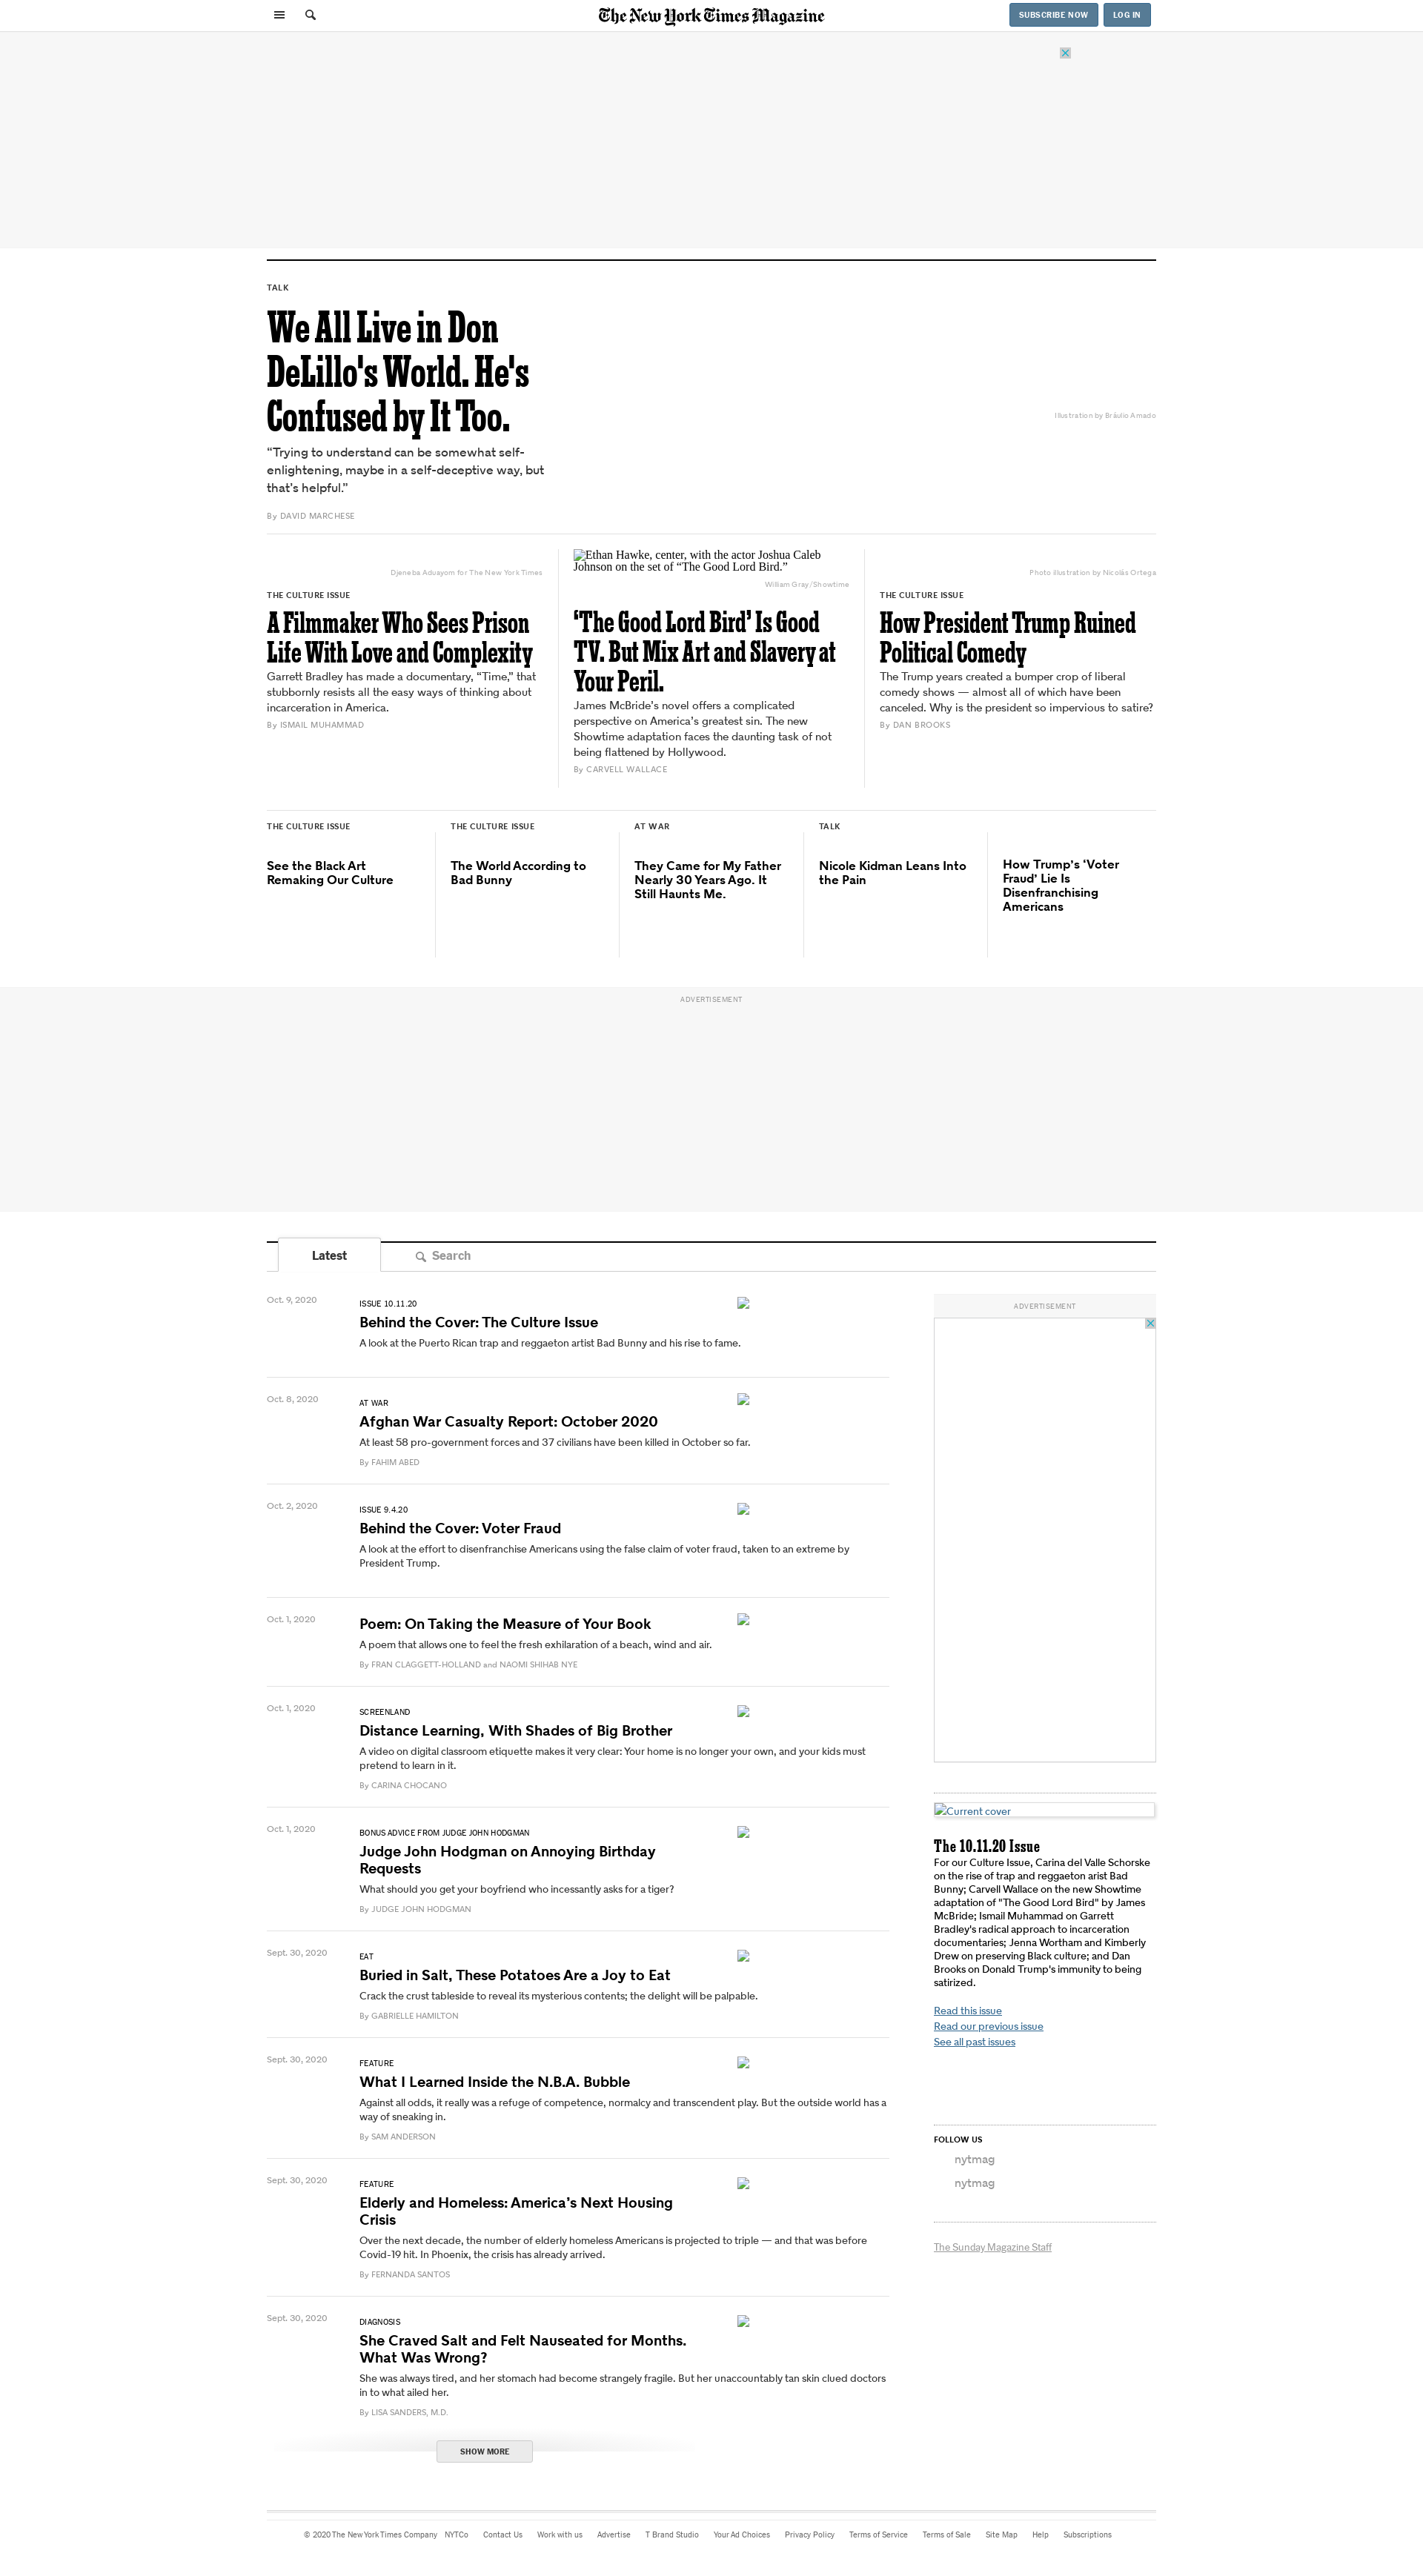 The New York Times Magazine
SUBSCRIBE NOW
LOG IN
TALK
We All Live in Don
DeLillo's World. He's
Confused by It Too.
“Trying to understand can be somewhat self-
enlightening, maybe in a self-deceptive way, but
that's helpful.”
By DAVID MARCHESE
Illustration by Bráulio Amado
Djeneba Aduayom for The New York Times
THE CULTURE ISSUE
A Filmmaker Who Sees Prison
Life With Love and Complexity
Garrett Bradley has made a documentary, “Time,” that
stubbornly resists all the easy ways of thinking about
incarceration in America.
By ISMAIL MUHAMMAD
Ethan Hawke, center, with the actor Joshua Caleb
Johnson on the set of “The Good Lord Bird.”
William Gray/Showtime
‘The Good Lord Bird’ Is Good
TV. But Mix Art and Slavery at
Your Peril.
James McBride’s novel offers a complicated
perspective on America’s greatest sin. The new
Showtime adaptation faces the daunting task of not
being flattened by Hollywood.
By CARVELL WALLACE
Photo illustration by Nicolás Ortega
THE CULTURE ISSUE
How President Trump Ruined
Political Comedy
The Trump years created a bumper crop of liberal
comedy shows — almost all of which have been
canceled. Why is the president so impervious to satire?
By DAN BROOKS
THE CULTURE ISSUE
See the Black Art
Remaking Our Culture
THE CULTURE ISSUE
The World According to
Bad Bunny
AT WAR
They Came for My Father
Nearly 30 Years Ago. It
Still Haunts Me.
TALK
Nicole Kidman Leans Into
the Pain
How Trump’s ‘Voter
Fraud’ Lie Is
Disenfranchising
Americans
ADVERTISEMENT
Latest
Search
Oct. 9, 2020
ISSUE 10.11.20
Behind the Cover: The Culture Issue
A look at the Puerto Rican trap and reggaeton artist Bad Bunny and his rise to fame.
Oct. 8, 2020
AT WAR
Afghan War Casualty Report: October 2020
At least 58 pro-government forces and 37 civilians have been killed in October so far.
By FAHIM ABED
Oct. 2, 2020
ISSUE 9.4.20
Behind the Cover: Voter Fraud
A look at the effort to disenfranchise Americans using the false claim of voter fraud, taken to an extreme by
President Trump.
Oct. 1, 2020
Poem: On Taking the Measure of Your Book
A poem that allows one to feel the fresh exhilaration of a beach, wind and air.
By FRAN CLAGGETT-HOLLAND and NAOMI SHIHAB NYE
Oct. 1, 2020
SCREENLAND
Distance Learning, With Shades of Big Brother
A video on digital classroom etiquette makes it very clear: Your home is no longer your own, and your kids must
pretend to learn in it.
By CARINA CHOCANO
Oct. 1, 2020
BONUS ADVICE FROM JUDGE JOHN HODGMAN
Judge John Hodgman on Annoying Birthday
Requests
What should you get your boyfriend who incessantly asks for a tiger?
By JUDGE JOHN HODGMAN
Sept. 30, 2020
EAT
Buried in Salt, These Potatoes Are a Joy to Eat
Crack the crust tableside to reveal its mysterious contents; the delight will be palpable.
By GABRIELLE HAMILTON
Sept. 30, 2020
FEATURE
What I Learned Inside the N.B.A. Bubble
Against all odds, it really was a refuge of competence, normalcy and transcendent play. But the outside world has a
way of sneaking in.
By SAM ANDERSON
Sept. 30, 2020
FEATURE
Elderly and Homeless: America’s Next Housing
Crisis
Over the next decade, the number of elderly homeless Americans is projected to triple — and that was before
Covid-19 hit. In Phoenix, the crisis has already arrived.
By FERNANDA SANTOS
Sept. 30, 2020
DIAGNOSIS
She Craved Salt and Felt Nauseated for Months.
What Was Wrong?
She was always tired, and her stomach had become strangely fragile. But her unaccountably tan skin clued doctors
in to what ailed her.
By LISA SANDERS, M.D.
SHOW MORE
ADVERTISEMENT
Current cover
The 10.11.20 Issue
For our Culture Issue, Carina del Valle Schorske
on the rise of trap and reggaeton arist Bad
Bunny; Carvell Wallace on the new Showtime
adaptation of "The Good Lord Bird" by James
McBride; Ismail Muhammad on Garrett
Bradley's radical approach to incarceration
documentaries; Jenna Wortham and Kimberly
Drew on preserving Black culture; and Dan
Brooks on Donald Trump's immunity to being
satirized.
Read this issue
Read our previous issue
See all past issues
FOLLOW US
nytmag
nytmag
The Sunday Magazine Staff
© 2020 The New York Times Company NYTCo Contact Us Work with us Advertise T Brand Studio Your Ad Choices Privacy Policy Terms of Service Terms of Sale Site Map Help Subscriptions